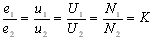 e₁/e₂ = u₁/u₂ = U₁/U₂ = N₁/N₂ = K